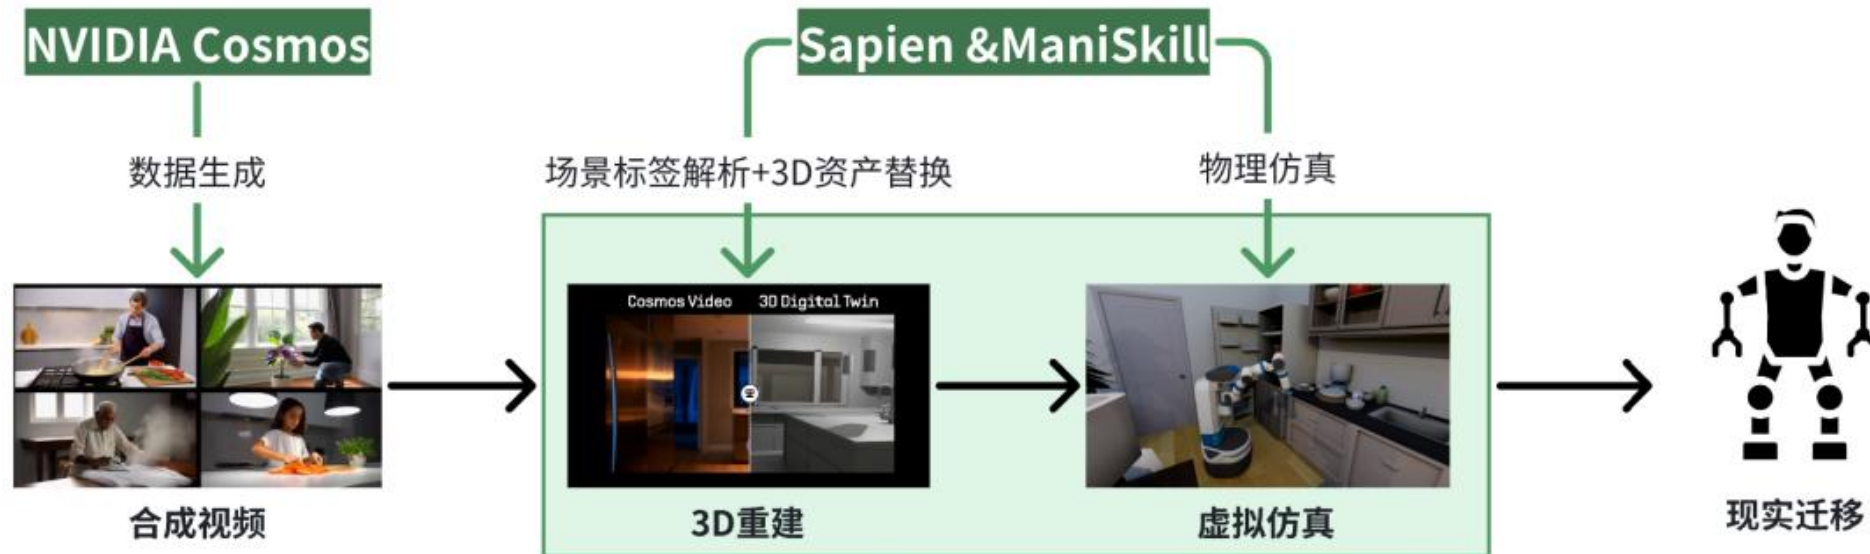 NVIDIA Cosmos
Sapien &ManiSkill
数据生成
场景标签解析+3D资产替换
物理仿真
Cosmos Video
3D Digital Twin
合成视频
3D重建
虚拟仿真
现实迁移